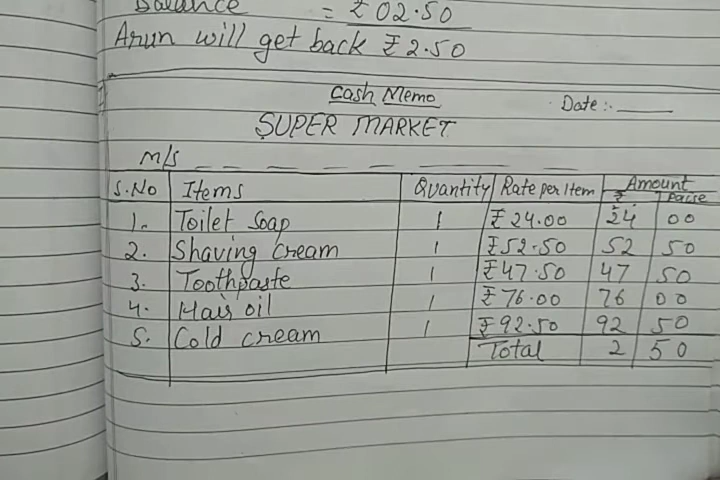 Balance = ₹ 02.50
Arun will get back ₹ 2.50
Cash Memo
Date :-
SUPER MARKET
M/S
S.No Items Quantity Rate per Item Amount
₹ Paise
1. Toilet Soap 1 ₹ 24.00 24 00
2. Shaving cream 1 ₹ 52.50 52 50
3. Toothpaste 1 ₹ 47.50 47 50
4. Hair oil 1 ₹ 76.00 76 00
5. Cold cream 1 ₹ 92.50 92 50
Total 2 50